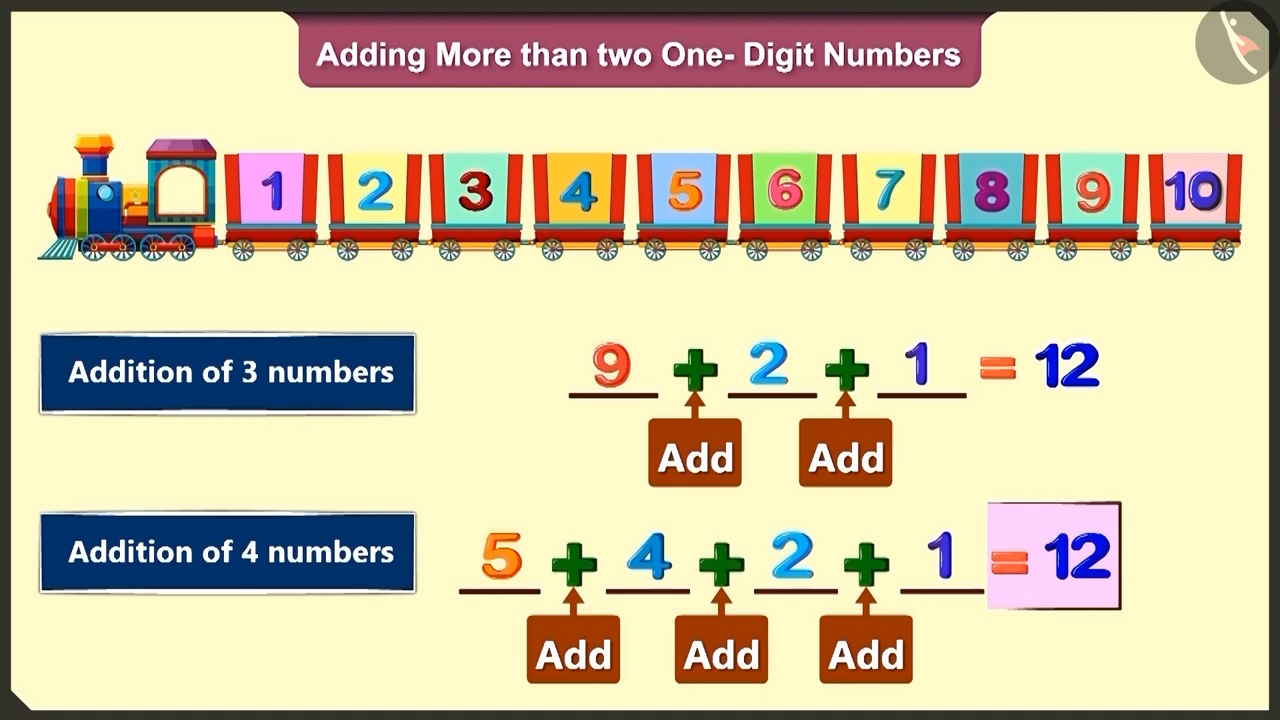 Adding More than two One- Digit Numbers
1 2 3 4 5 6 7 8 9 10
Addition of 3 numbers
9 + 2 + 1 = 12
Add Add
Addition of 4 numbers
5 + 4 + 2 + 1 = 12
Add Add Add